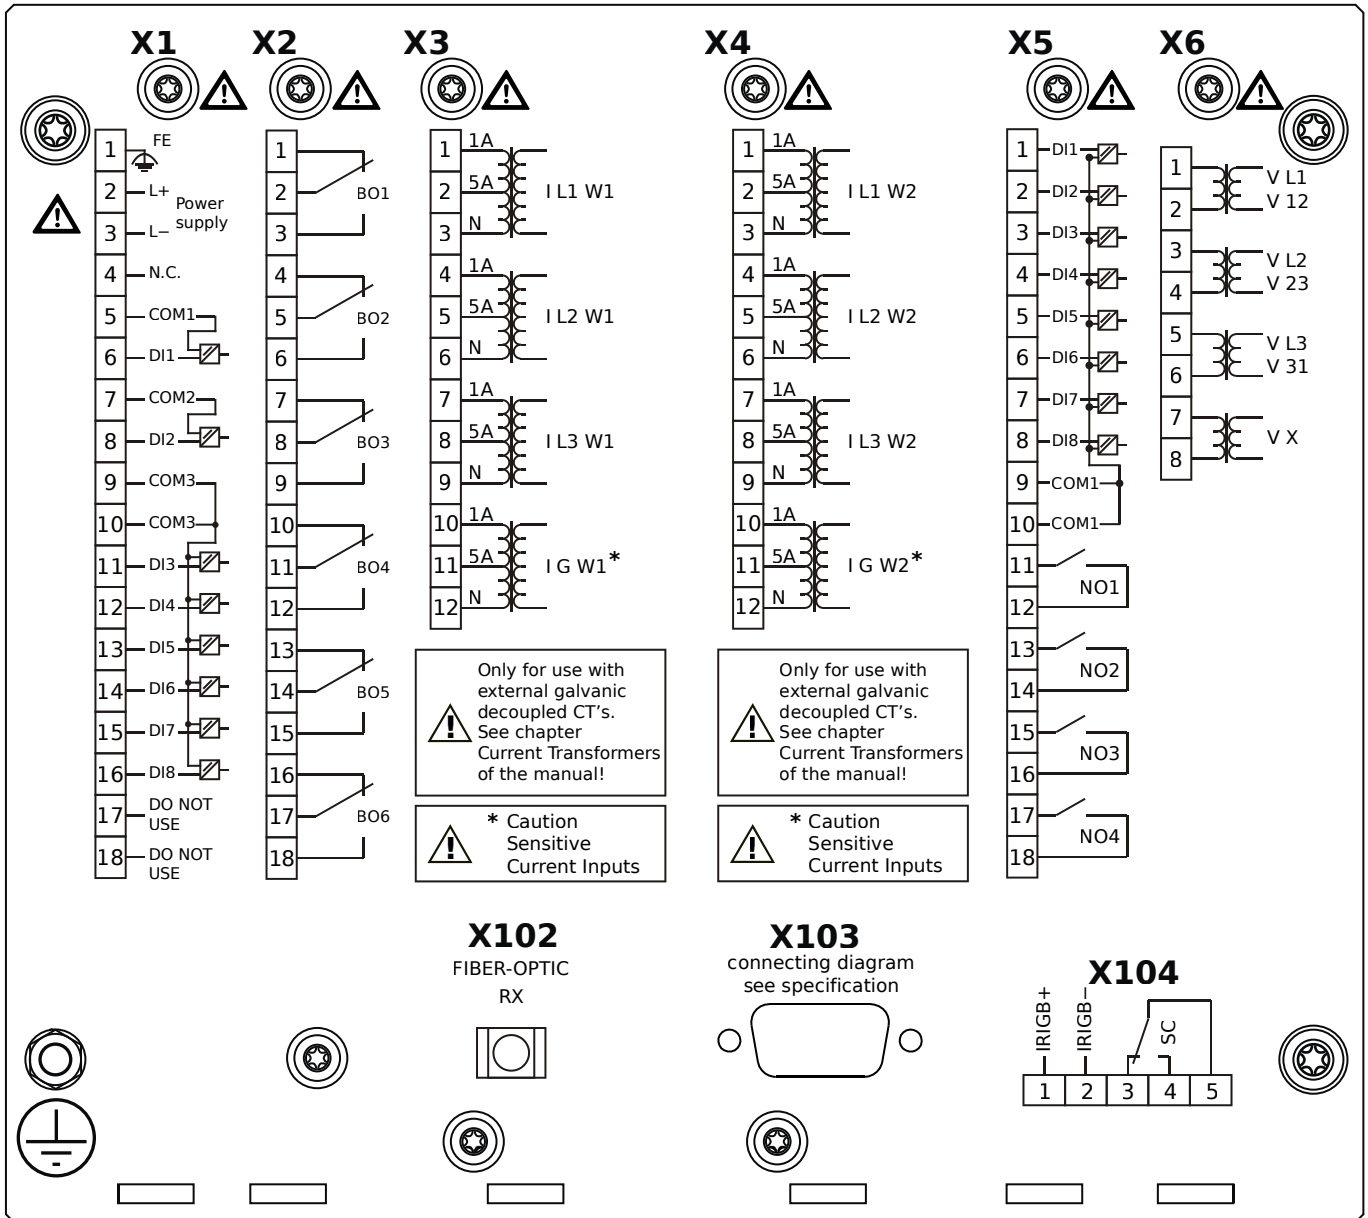 X1
1
FE
2
L+
Power
supply
3
L−
4
N.C.
5
COM1
6
DI1
7
COM2
8
DI2
9
COM3
10
COM3
11
DI3
12
DI4
13
DI5
14
DI6
15
DI7
16
DI8
17
DO NOT
USE
18
DO NOT
USE
X2
1
2
BO1
3
4
5
BO2
6
7
8
BO3
9
10
11
BO4
12
13
14
BO5
15
16
17
BO6
18
X3
1
1A
2
5A
I L1 W1
3
N
4
1A
5
5A
I L2 W1
6
N
7
1A
8
5A
I L3 W1
9
N
10
1A
11
5A
I G W1*
12
N
Only for use with
external galvanic
decoupled CT's.
See chapter
Current Transformers
of the manual!
* Caution
Sensitive
Current Inputs
X4
1
1A
2
5A
I L1 W2
3
N
4
1A
5
5A
I L2 W2
6
N
7
1A
8
5A
I L3 W2
9
N
10
1A
11
5A
I G W2*
12
N
Only for use with
external galvanic
decoupled CT's.
See chapter
Current Transformers
of the manual!
* Caution
Sensitive
Current Inputs
X5
1
DI1
2
DI2
3
DI3
4
DI4
5
DI5
6
DI6
7
DI7
8
DI8
9
COM1
10
COM1
11
NO1
12
13
NO2
14
15
NO3
16
17
NO4
18
X6
1
V L1
V 12
2
3
V L2
V 23
4
5
V L3
V 31
6
7
V X
8
X102
FIBER-OPTIC
RX
X103
connecting diagram
see specification
X104
IRIGB+
IRIGB−
SC
1 2 3 4 5